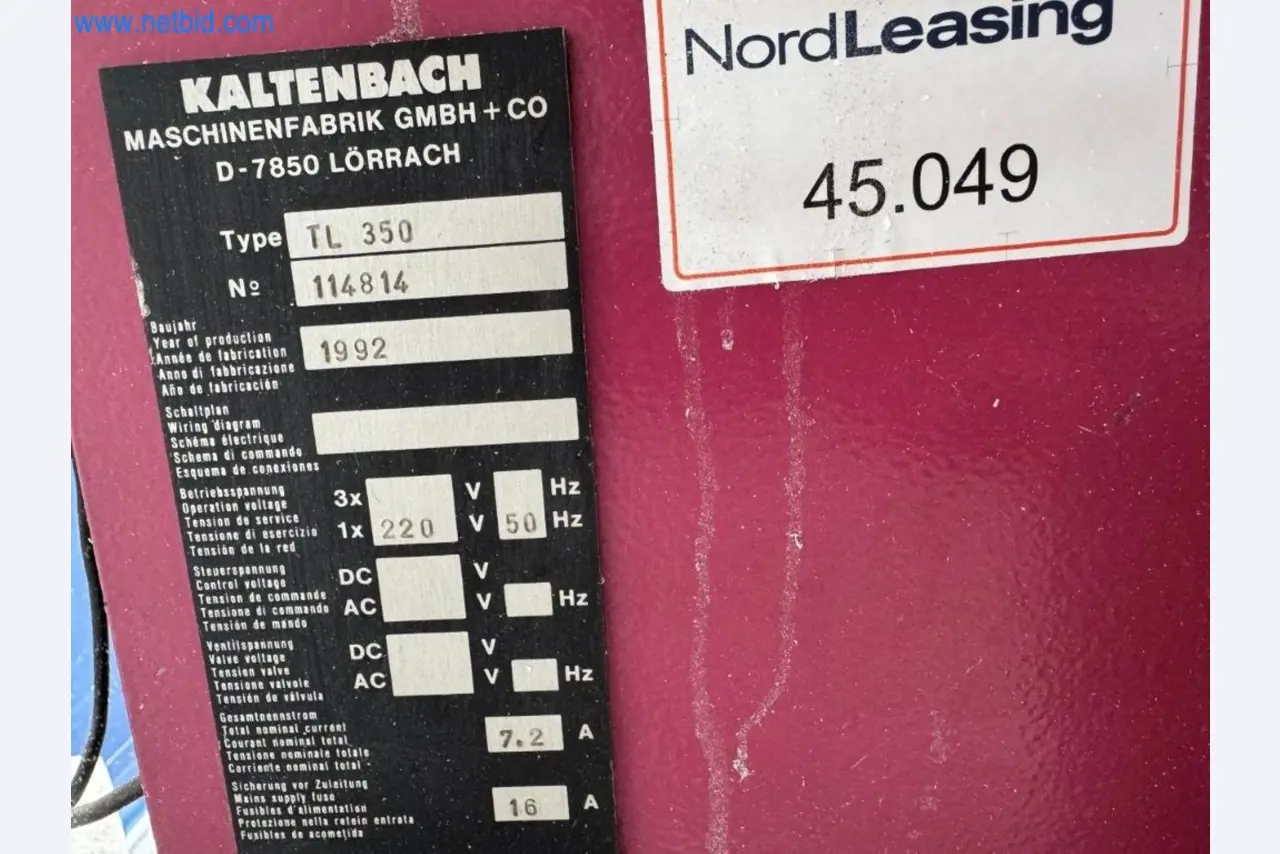 www.netbid.com
KALTENBACH
MASCHINENFABRIK GMBH + CO
D-7850 LÖRRACH
Type TL 350
Nº 114814
Baujahr
Year of production
Année de fabrication
Anno di fabbricazione
Año de fabricación
1992
Schaltplan
Wiring diagram
Schéma électrique
Schema di commando
Esquema de conexiones
Betriebsspannung
Operation voltage
Tension de service
Tensione di esercizio
Tensión de la red
3x V Hz
1x 220 V 50 Hz
Steuerspannung
Control voltage
Tension de commande
Tensione di commando
Tensión de mando
DC V
AC V Hz
Ventilspannung
Valve voltage
Tension valve
Tensione valvole
Tensión de válvula
DC V
AC V Hz
Gesamtnennstrom
Total nominal current
Courant nominal total
Tensione nominale totale
Corriente nominal total
7.2 A
Sicherung vor Zuleitung
Mains supply fuse
Fusibles d'alimentation
Protezione nella retein entrata
Fusibles de acometida
16 A
NordLeasing
45.049